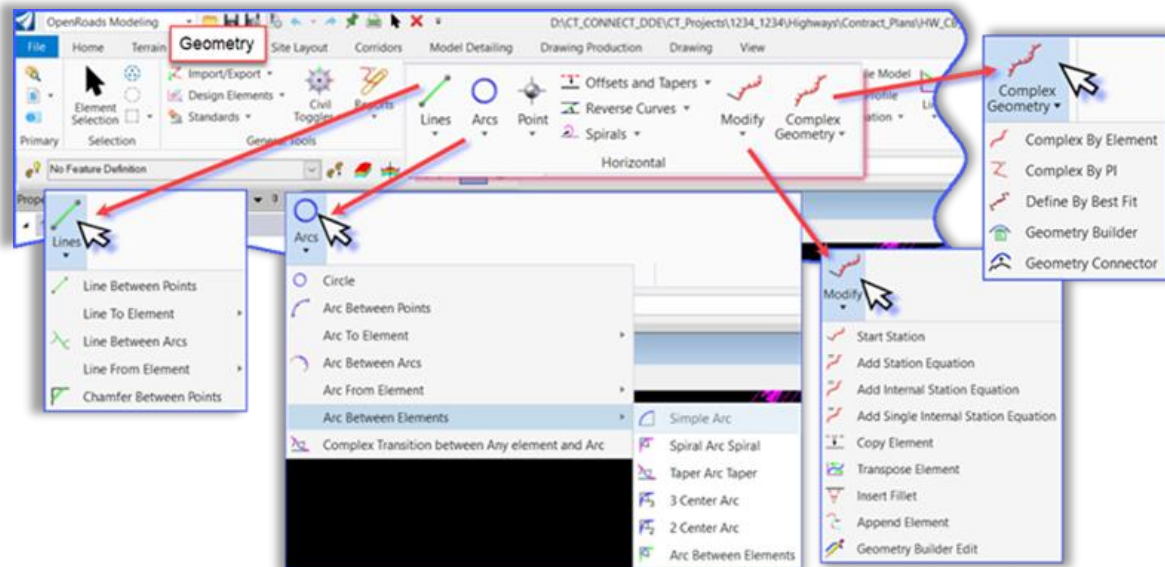 OpenRoads Modeling
D:\CT_CONNECT_DDE\CT_Projects\1234_1234\Highways\Contract_Plans\HW_CB
File
Home
Terrain
Geometry
Site Layout
Corridors
Model Detailing
Drawing Production
Drawing
View
Element
Selection
Import/Export
Design Elements
Standards
Civil
Toggles
Reports
Primary
Selection
General Tools
Lines
Arcs
Point
Offsets and Tapers
Reverse Curves
Spirals
Modify
Complex
Geometry
Horizontal
Model
No Feature Definition
Lines
Line Between Points
Line To Element
Line Between Arcs
Line From Element
Chamfer Between Points
Arcs
Circle
Arc Between Points
Arc To Element
Arc Between Arcs
Arc From Element
Arc Between Elements
Complex Transition between Any element and Arc
Simple Arc
Spiral Arc Spiral
Taper Arc Taper
3 Center Arc
2 Center Arc
Arc Between Elements
Modify
Start Station
Add Station Equation
Add Internal Station Equation
Add Single Internal Station Equation
Copy Element
Transpose Element
Insert Fillet
Append Element
Geometry Builder Edit
Complex
Geometry
Complex By Element
Complex By PI
Define By Best Fit
Geometry Builder
Geometry Connector